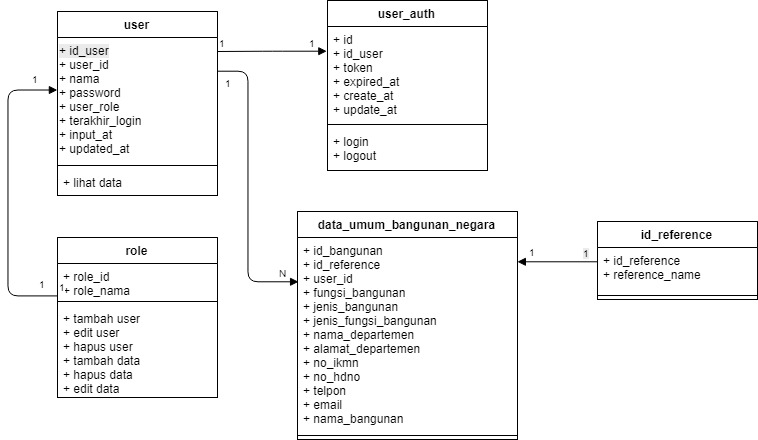 user
+ id_user
+ user_id
+ nama
+ password
+ user_role
+ terakhir_login
+ input_at
+ updated_at
+ lihat data
user_auth
+ id
+ id_user
+ token
+ expired_at
+ create_at
+ update_at
+ login
+ logout
1
1
1
N
1
1
1
role
+ role_id
+ role_nama
+ tambah user
+ edit user
+ hapus user
+ tambah data
+ hapus data
+ edit data
data_umum_bangunan_negara
+ id_bangunan
+ id_reference
+ user_id
+ fungsi_bangunan
+ jenis_bangunan
+ jenis_fungsi_bangunan
+ nama_departemen
+ alamat_departemen
+ no_ikmn
+ no_hdno
+ telpon
+ email
+ nama_bangunan
1
1
id_reference
+ id_reference
+ reference_name